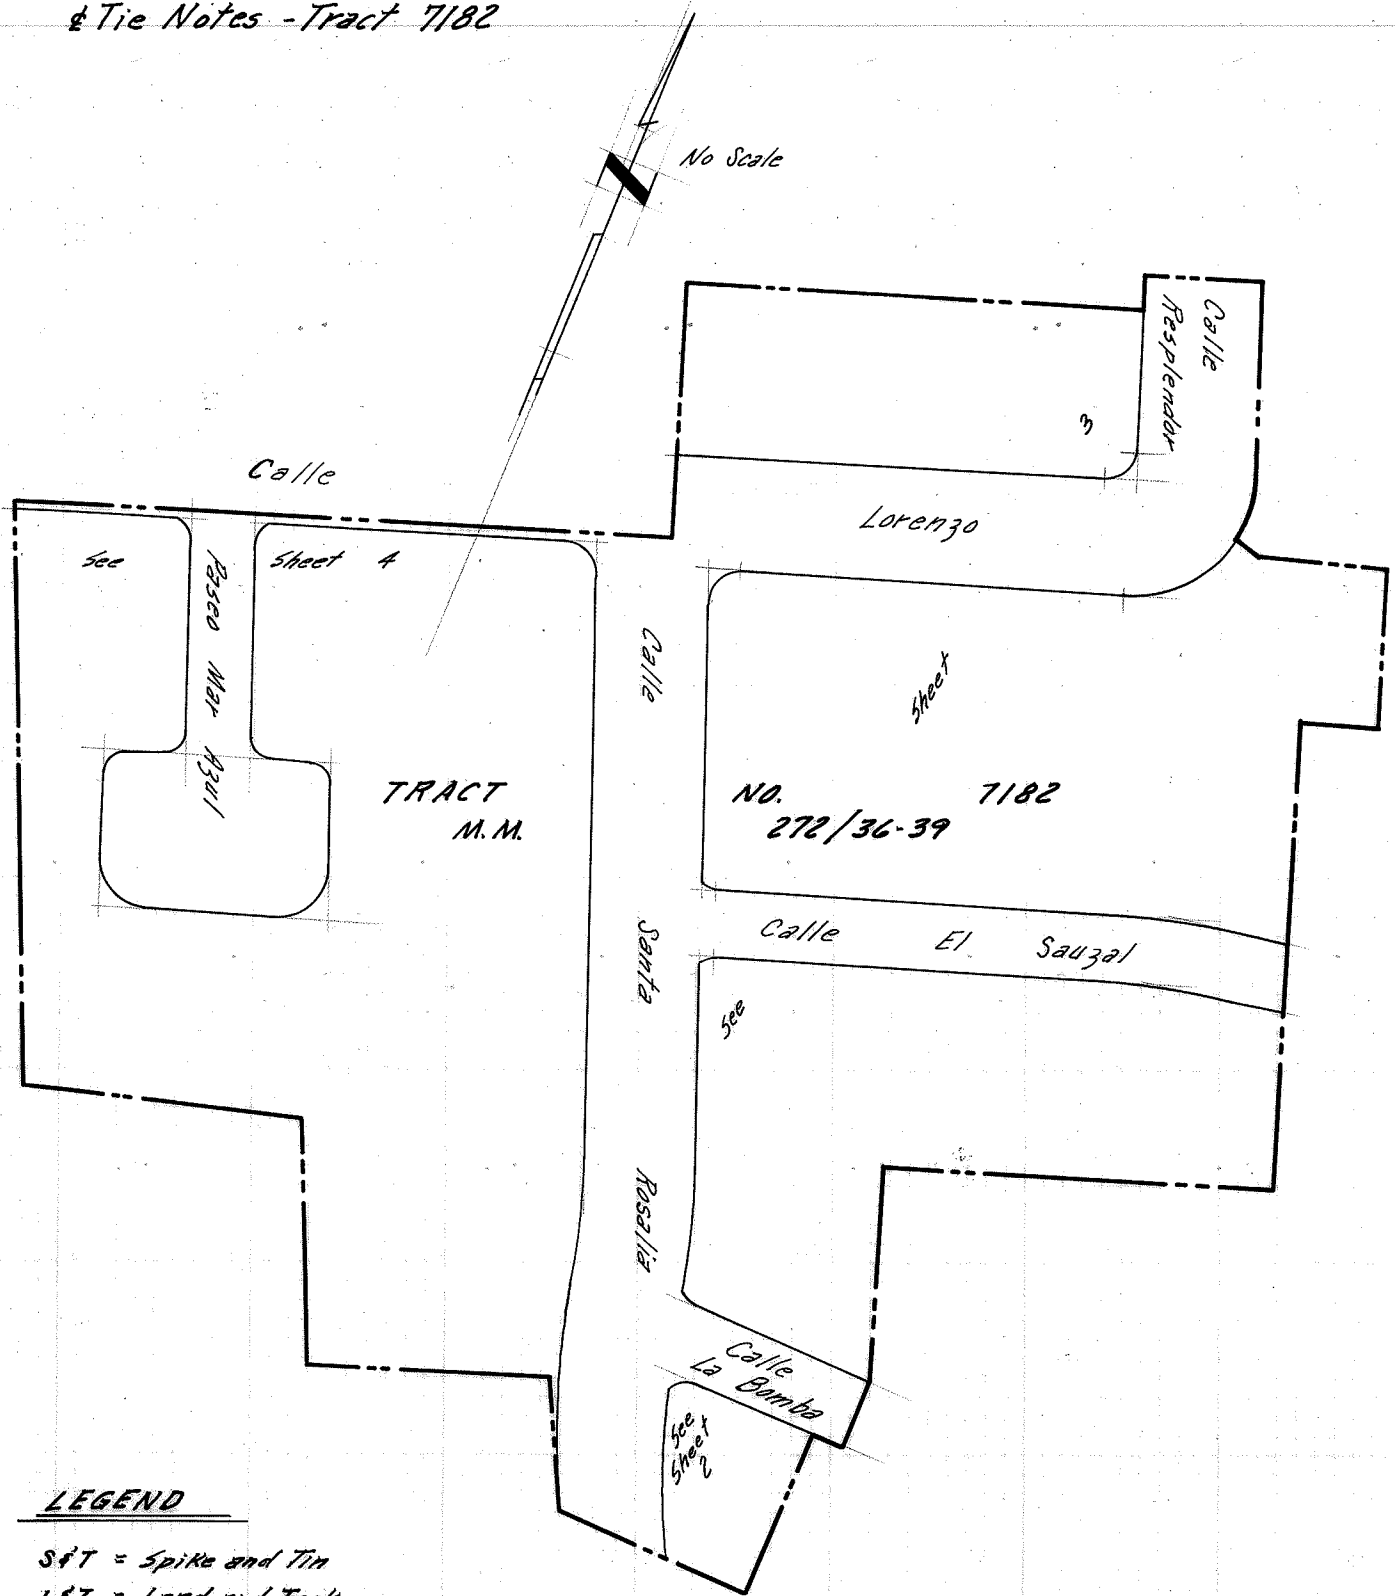 ⅊ Tie Notes - Tract 7182
No Scale
N
Calle
Resplendor
3
Calle
Lorenzo
See
Sheet 4
Paseo Mar Azul
Calle
Santa
Rosalia
Sheet
See
TRACT
NO.
7182
M.M.
272/36-39
Calle El Sauzal
Calle
La Bomba
See
Sheet
2
LEGEND
S&T = Spike and Tin